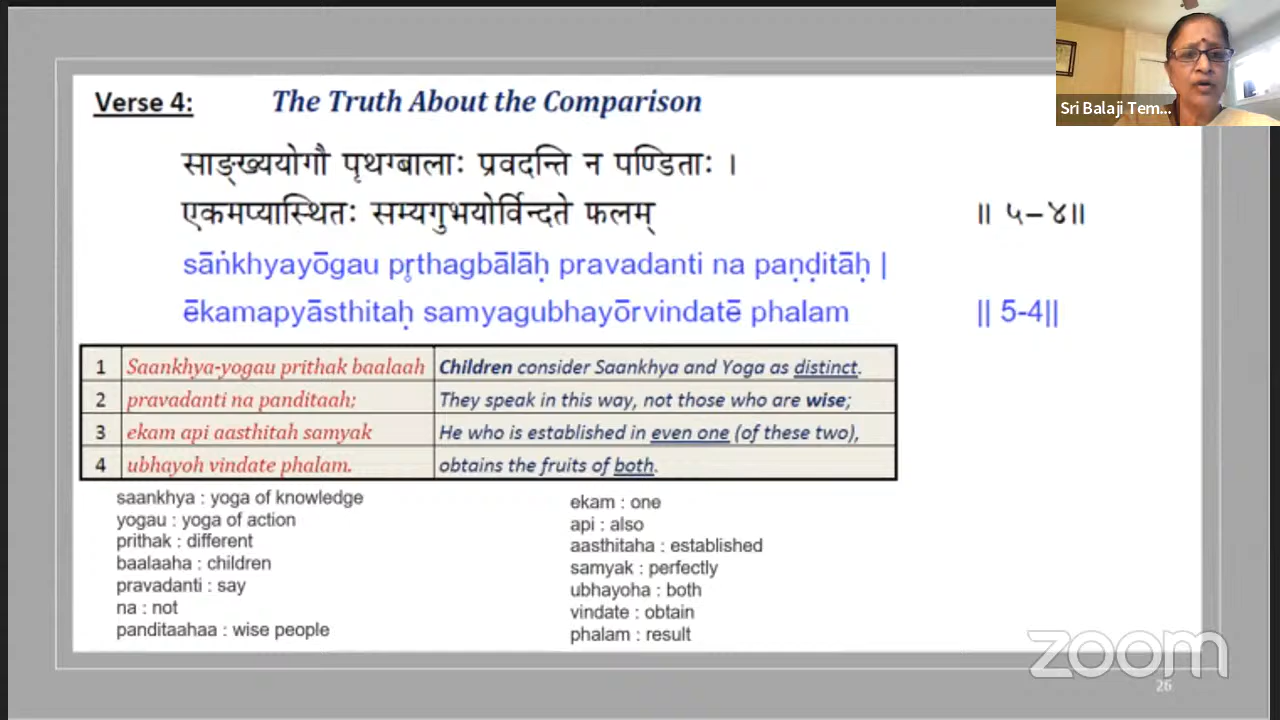 Sri Balaji Tem...
Verse 4: The Truth About the Comparison
साङ्ख्ययोगौ पृथग्बालाः प्रवदन्ति न पण्डिताः ।
एकमप्यास्थितः सम्यगुभयोर्विन्दते फलम् ॥ ५–४॥
sāṅkhyayōgau pr̥thagbālāḥ pravadanti na paṇḍitāḥ |
ēkamapyāsthitaḥ samyagubhayōrvindatē phalam || 5-4||
1 Saankhya-yogau prithak baalaah Children consider Saankhya and Yoga as distinct.
2 pravadanti na panditaah; They speak in this way, not those who are wise;
3 ekam api aasthitah samyak He who is established in even one (of these two),
4 ubhayoh vindate phalam. obtains the fruits of both.
saankhya : yoga of knowledge
yogau : yoga of action
prithak : different
baalaaha : children
pravadanti : say
na : not
panditaahaa : wise people
ekam : one
api : also
aasthitaha : established
samyak : perfectly
ubhayoha : both
vindate : obtain
phalam : result
zoom
26